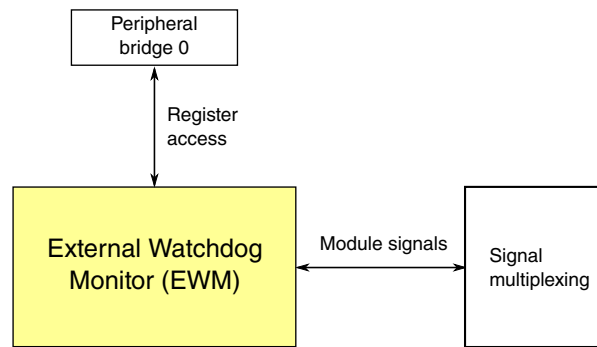 Peripheral
bridge 0
Register
access
External Watchdog
Monitor (EWM)
Module signals
Signal
multiplexing